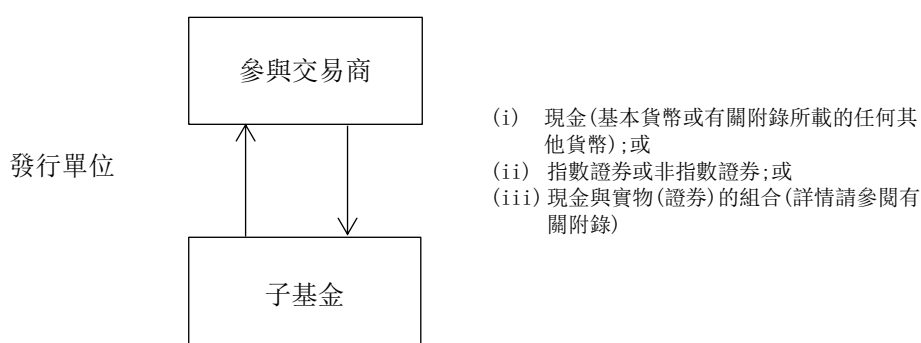 參與交易商
發行單位
(i) 現金(基本貨幣或有關附錄所載的任何其
他貨幣);或
(ii) 指數證券或非指數證券;或
(iii) 現金與實物(證券)的組合(詳情請參閱有
關附錄)
子基金